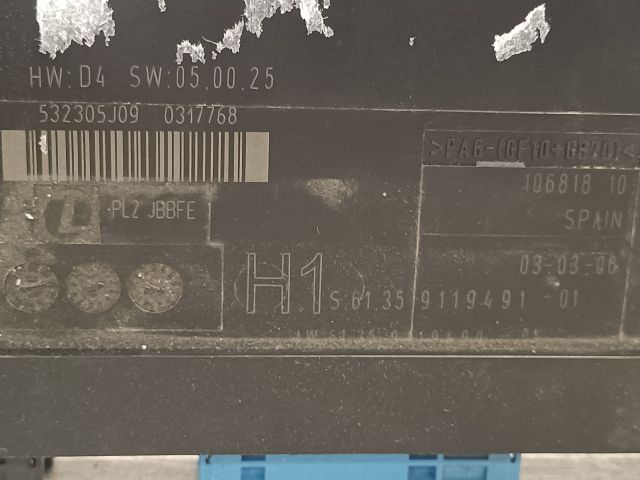 HW:D4 SW:05.00.25
532305J09 0317768
>PA6-(GF10+GB20)<
106818 10
PL2 JBBFE
SPAIN
03-03-06
H1 S.61.35 9119491-01